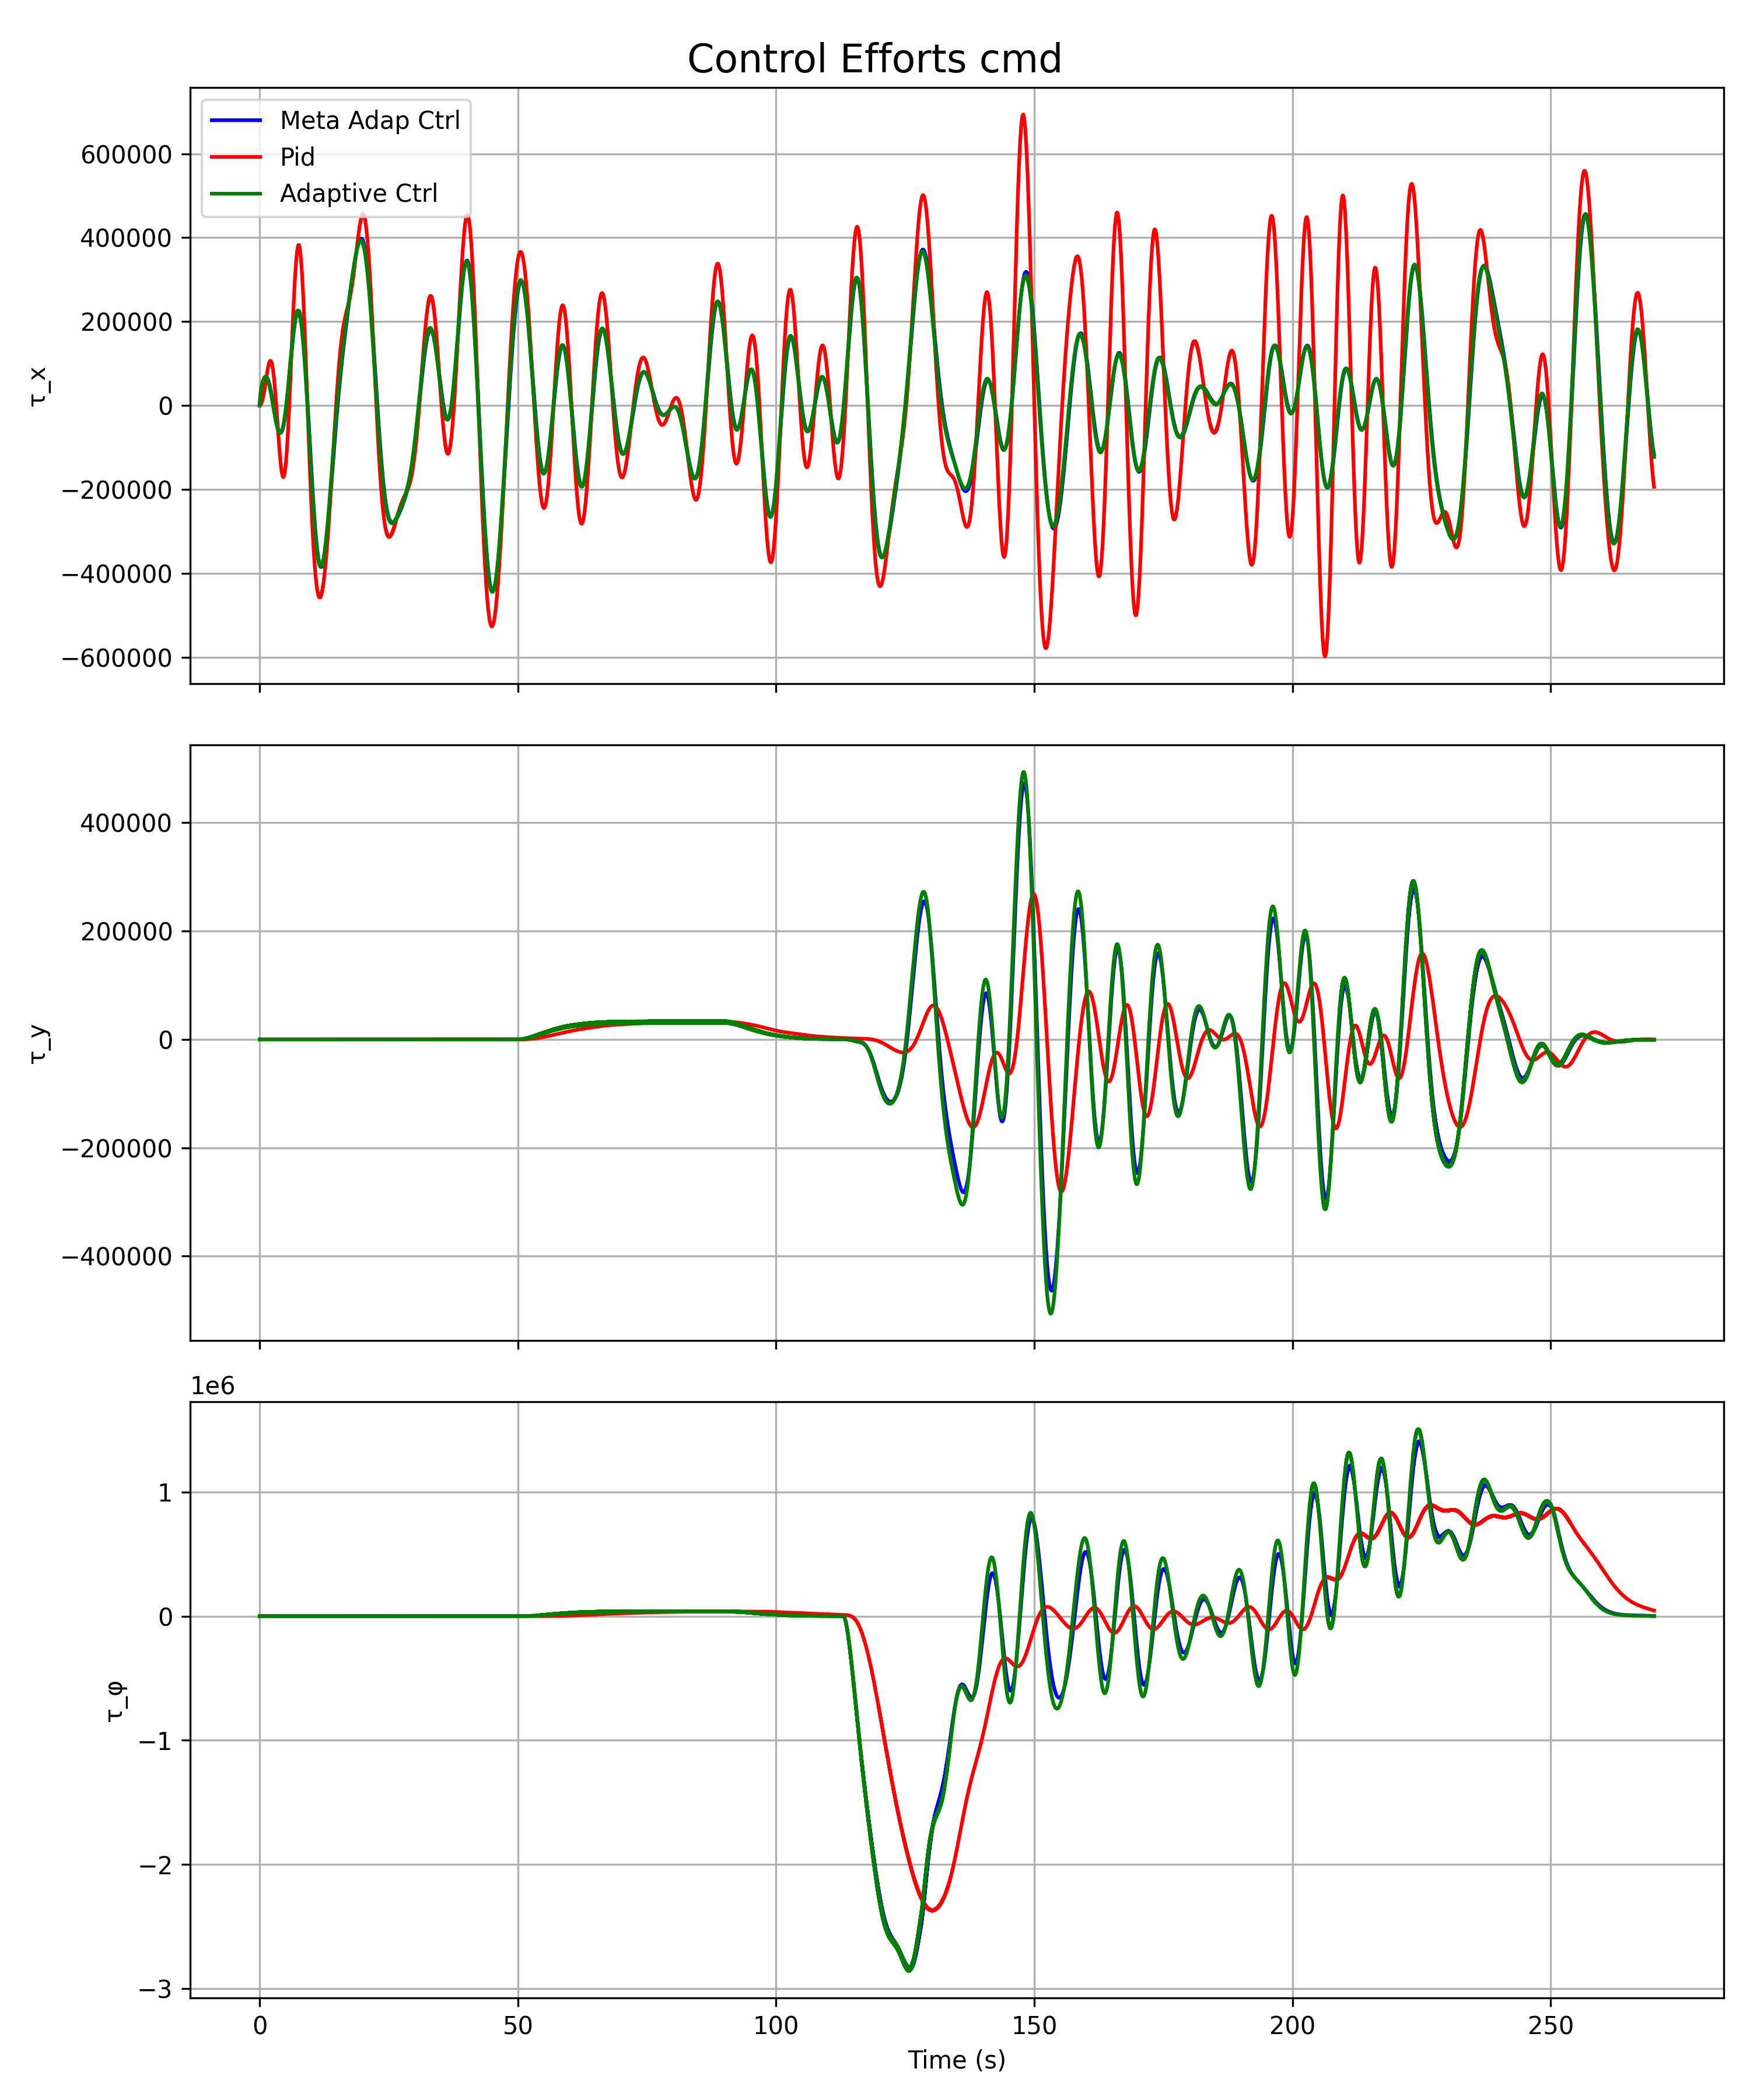 Control Efforts cmd
Meta Adap Ctrl
Pid
Adaptive Ctrl
600000
400000
200000
0
−200000
−400000
−600000
τ_x
400000
200000
0
−200000
−400000
τ_y
1e6
1
0
−1
−2
−3
τ_φ
0 50 100 150 200 250
Time (s)